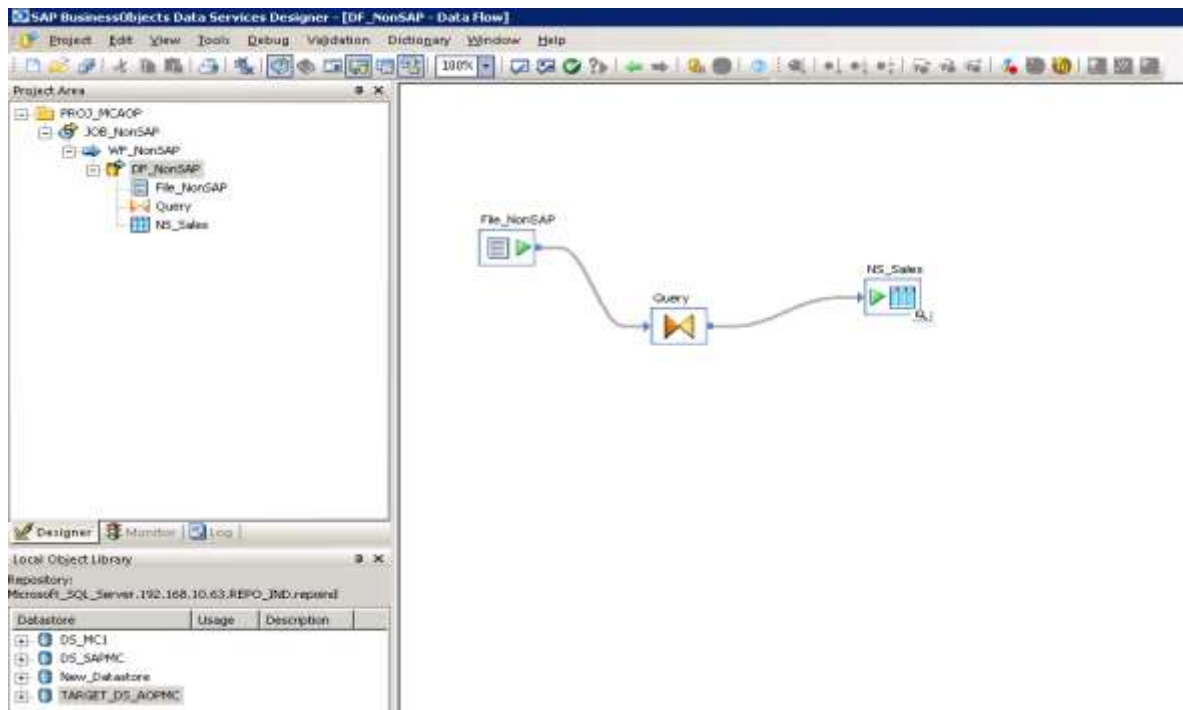 SAP BusinessObjects Data Services Designer - [DF_NonSAP - Data Flow]
Project Edit View Tools Debug Validation Dictionary Window Help
100%
Project Area
PROJ_MCAOP
JOB_NonSAP
WF_NonSAP
DF_NonSAP
File_NonSAP
Query
NS_Sales
File_NonSAP
Query
NS_Sales
Designer Monitor Log
Local Object Library
Repository:
Microsoft_SQL_Server.192.168.10.63.REPO_IND.repoind
Datastore Usage Description
DS_MC1
DS_SAPMC
New_Datastore
TARGET_DS_AOPMC